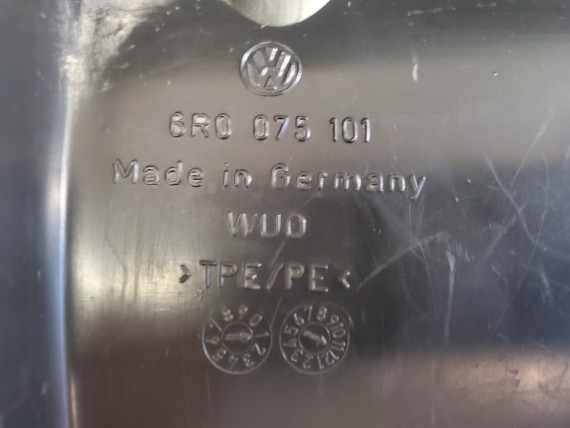 6R0 075 101
Made in Germany
WUO
>TPE/PE<